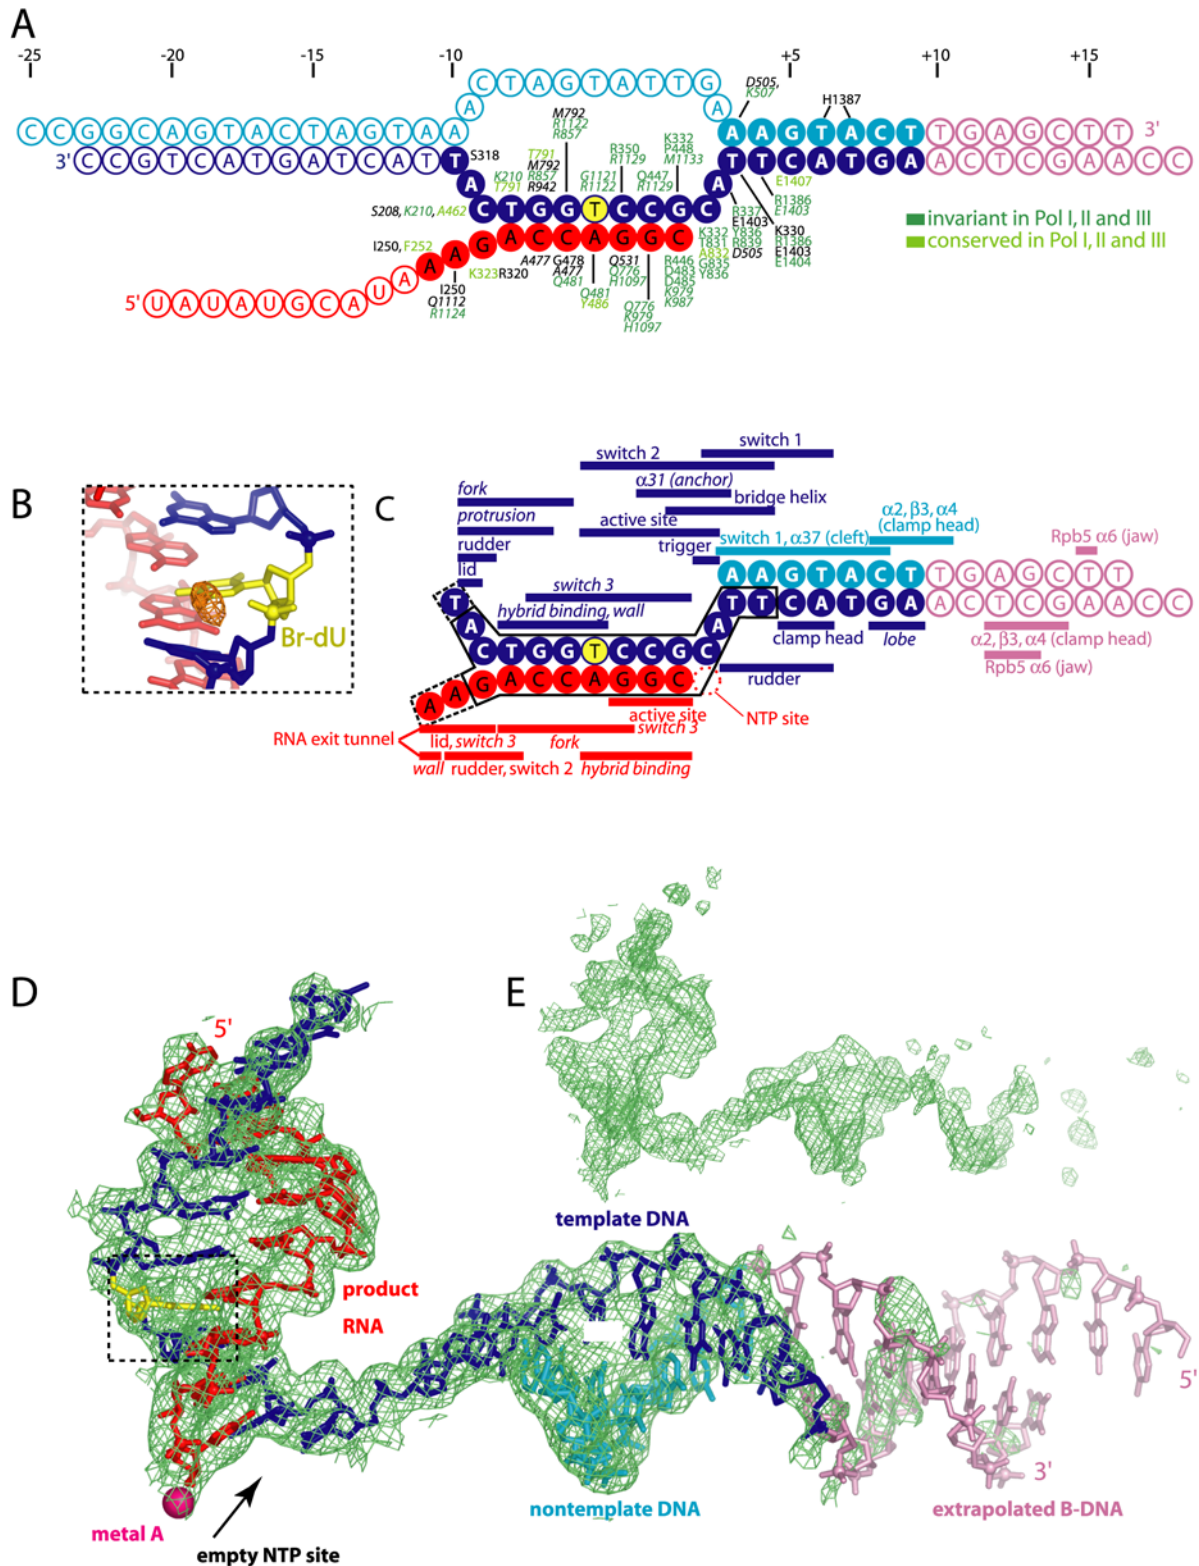 A
-25 -20 -15 -10 +5 +10 +15
CTAGTATTG
A A
CCGGCAGTACTAGTAA
AAGTACT TGAGCTT 3'
3' CCGTCATGATCATT
TTCATGA ACTCGAACC
A A
CTGGTCCGC
AAGACCAGGC
5' UAUAUGCAUA
D505,
K507
H1387
M792
R1122
R857
S318
T791
M792
R857
R942
K210
T791
G1121
R1122
R350
R1129
K332
P448
M1133
Q447
R1129
S208, K210, A462
I250, F252
I250
Q1112
R1124
K323 R320
A477 G478
A477
Q481
Q481
Y486
Q531
Q776
H1097
Q776
K979
H1097
R446
D483
D485
K979
K987
K332
T831
A832
G835
Y836
R337
E1403
Y836
R839
D505
K330
R1386
E1403
E1404
E1407
R1386
E1403
invariant in Pol I, II and III
conserved in Pol I, II and III
B
Br-dU
C
switch 1
switch 2
α31 (anchor)
fork
bridge helix
protrusion
active site
rudder
trigger
lid
switch 1, α37 (cleft)
α2, β3, α4
(clamp head)
Rpb5 α6 (jaw)
switch 3
hybrid binding, wall
AAGTACT TGAGCTT
T TTCATGA ACTCGAACC
A A
CTGGTCCGC
AAGACCAGGC
clamp head
lobe
α2, β3, α4 (clamp head)
Rpb5 α6 (jaw)
rudder
NTP site
active site
RNA exit tunnel
lid, switch 3
fork
switch 3
wall rudder, switch 2 hybrid binding
D
5'
product
RNA
metal A
empty NTP site
E
template DNA
nontemplate DNA
5'
3'
extrapolated B-DNA